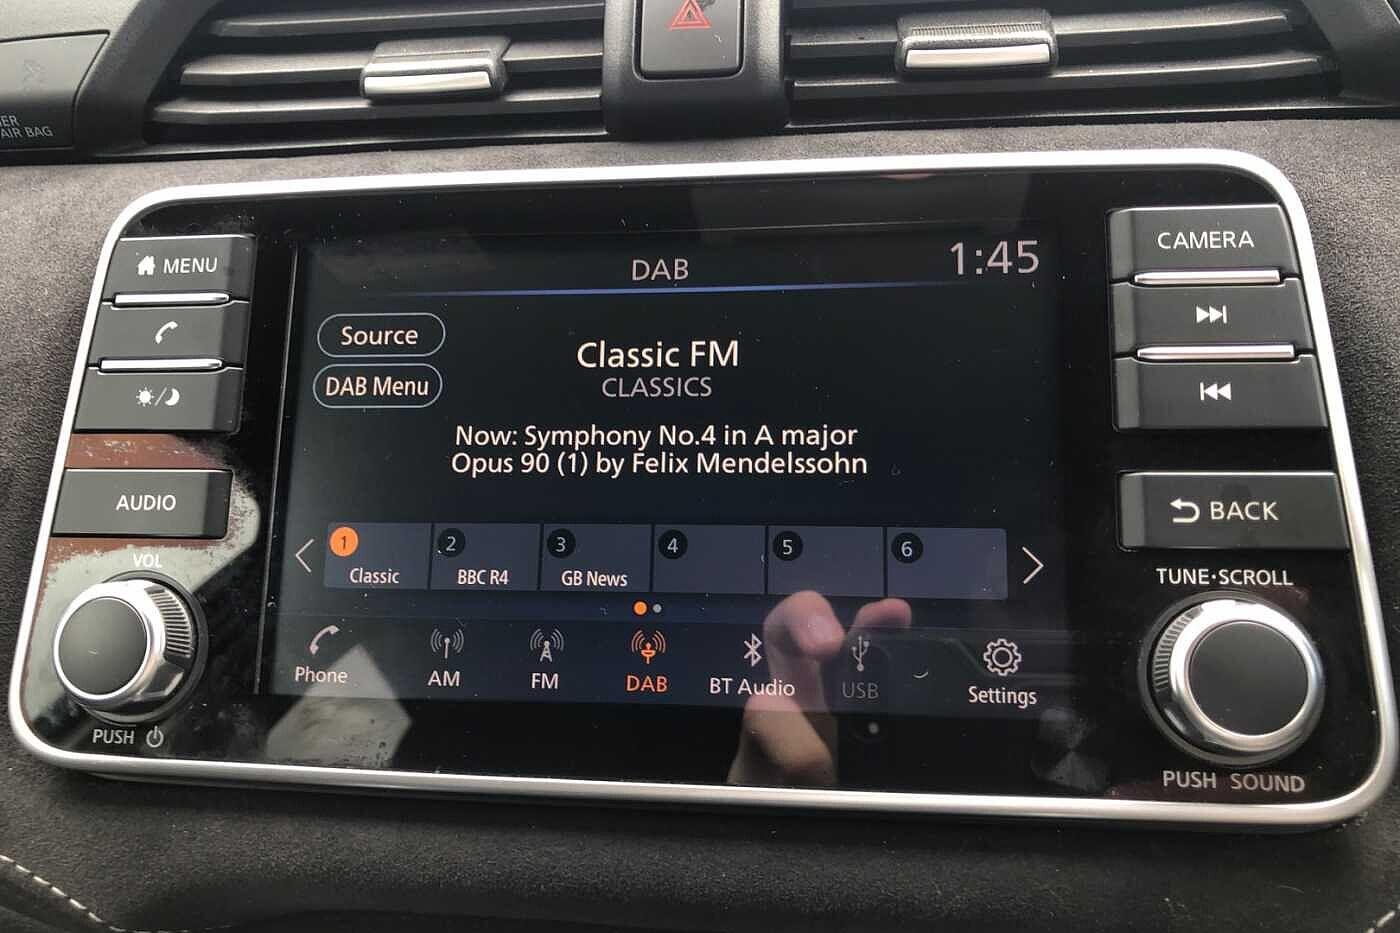 AIR BAG
MENU
DAB
1:45
CAMERA
Source
DAB Menu
Classic FM
CLASSICS
Now: Symphony No.4 in A major
Opus 90 (1) by Felix Mendelssohn
AUDIO
BACK
VOL
1
2
3
4
5
6
Classic
BBC R4
GB News
TUNE·SCROLL
Phone
AM
FM
DAB
BT Audio
USB
Settings
PUSH
PUSH SOUND